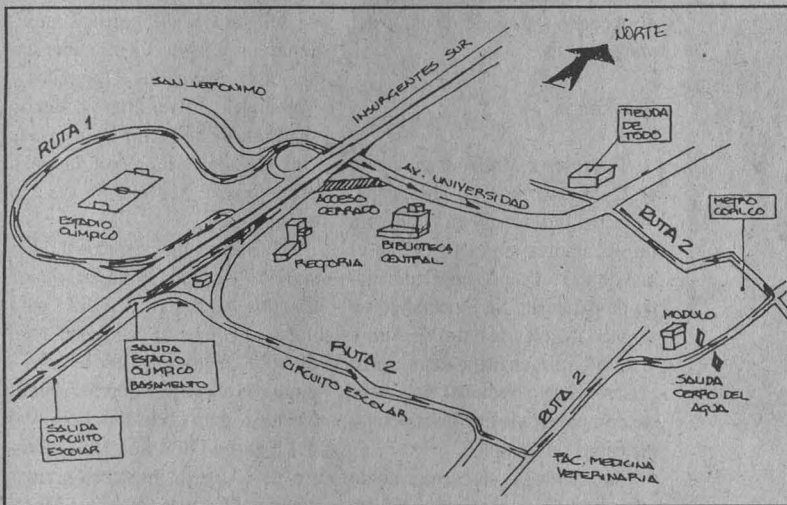 NORTE
SAN JERONIMO
INSURGENTES SUR
TIENDA
DE
TODO
RUTA 1
AV. UNIVERSIDAD
ACCESO
CERRADO
METRO
COPILCO
ESTADIO
OLIMPICO
RUTA 2
RECTORIA
BIBLIOTECA
CENTRAL
MODULO
SALIDA
ESTADIO
OLIMPICO
BASAMENTO
RUTA 2
CIRCUITO ESCOLAR
RUTA 2
SALIDA
CERRO DEL
AGUA
SALIDA
CIRCUITO
ESCOLAR
FAC. MEDICINA
VETERINARIA